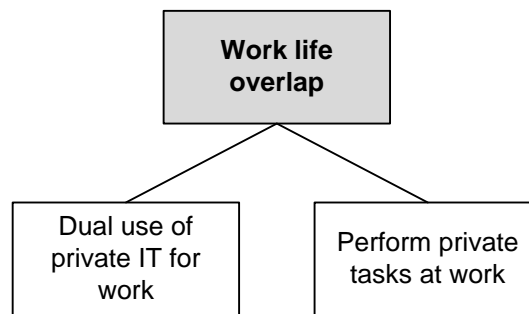 Work life
overlap
Dual use of
private IT for
work
Perform private
tasks at work